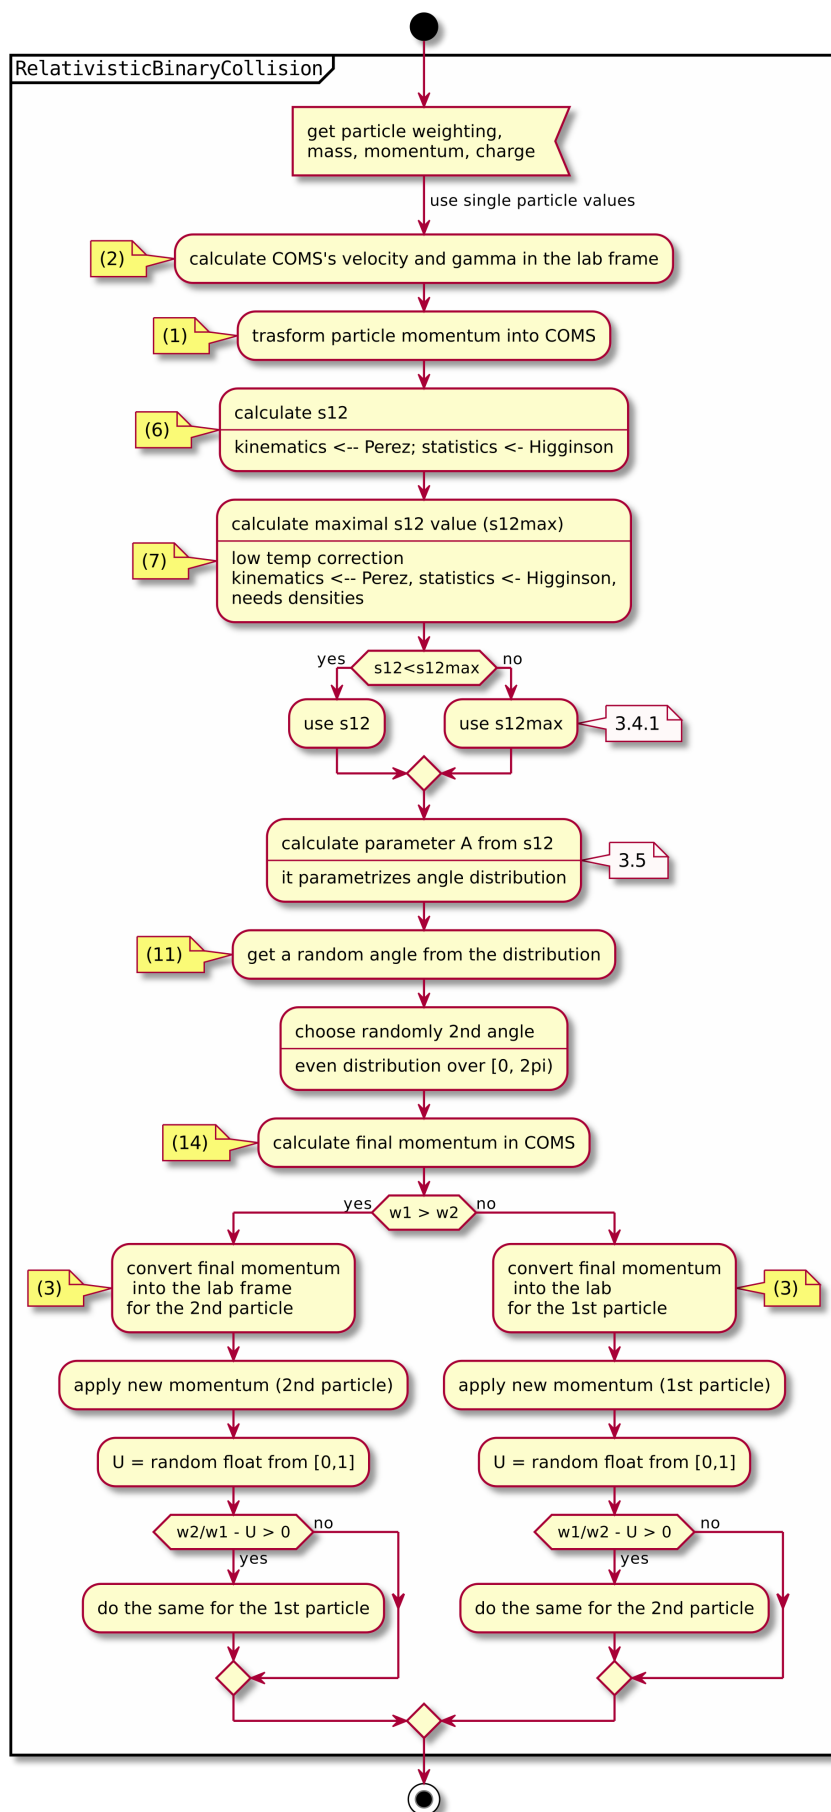 RelativisticBinaryCollision
get particle weighting,
mass, momentum, charge
use single particle values
(2)
calculate COMS's velocity and gamma in the lab frame
(1)
trasform particle momentum into COMS
(6)
calculate s12
kinematics <-- Perez; statistics <- Higginson
(7)
calculate maximal s12 value (s12max)
low temp correction
kinematics <-- Perez, statistics <- Higginson,
needs densities
yes
s12<s12max
no
use s12
use s12max
3.4.1
calculate parameter A from s12
it parametrizes angle distribution
3.5
(11)
get a random angle from the distribution
choose randomly 2nd angle
even distribution over [0, 2pi)
(14)
calculate final momentum in COMS
yes
w1 > w2
no
(3)
convert final momentum
into the lab frame
for the 2nd particle
apply new momentum (2nd particle)
U = random float from [0,1]
w2/w1 - U > 0
no
yes
do the same for the 1st particle
convert final momentum
into the lab
for the 1st particle
(3)
apply new momentum (1st particle)
U = random float from [0,1]
w1/w2 - U > 0
no
yes
do the same for the 2nd particle